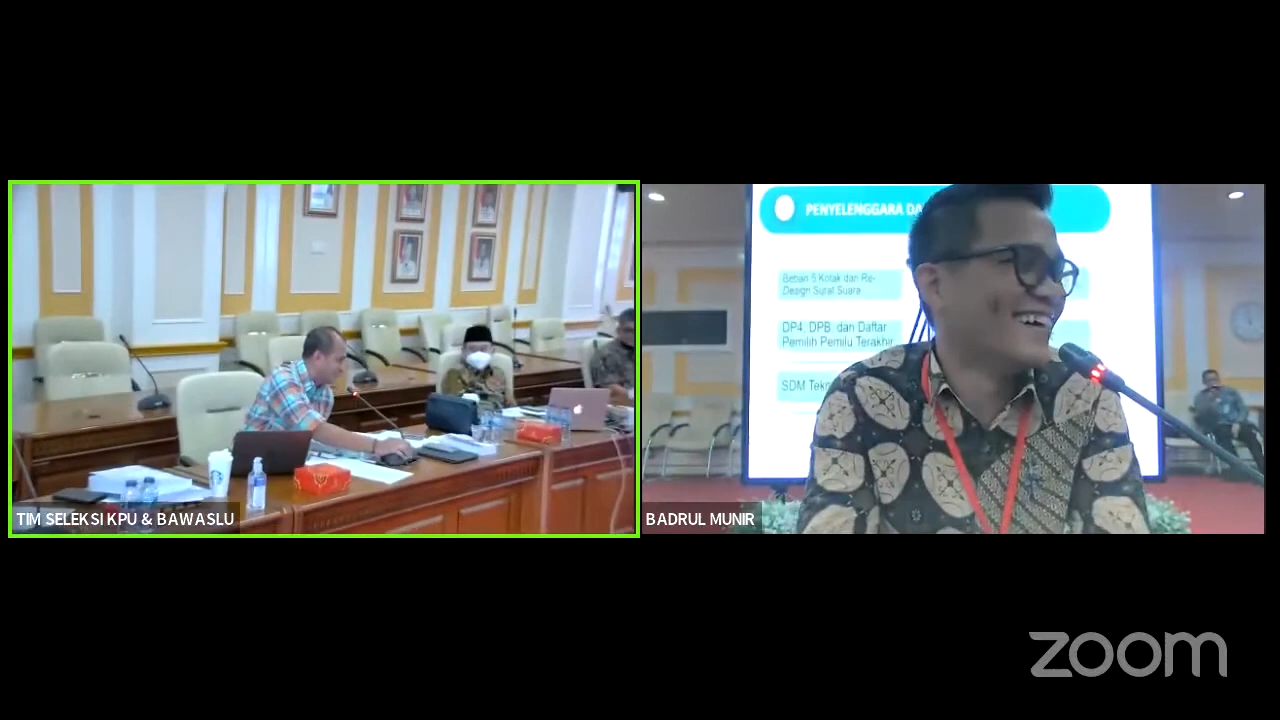 PENYELENGGARA DA
Beban 5 Kotak dan Re-
Design Surat Suara
DP4, DPB, dan Daftar
Pemilih Pemilu Terakhir
SDM Tekn
TIM SELEKSI KPU & BAWASLU
BADRUL MUNIR
zoom